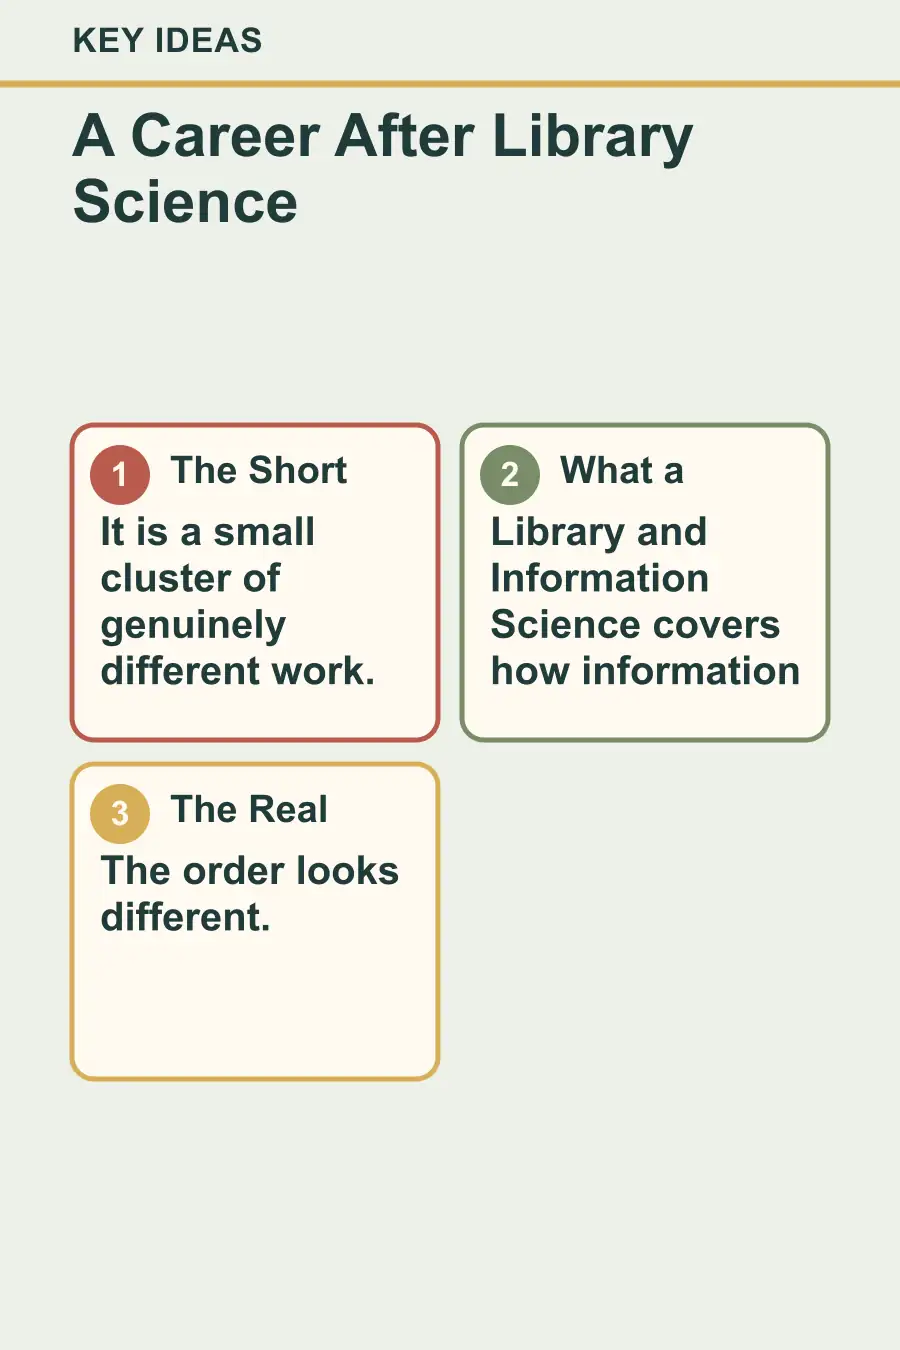 KEY IDEAS
A Career After Library
Science
1 The Short
It is a small
cluster of
genuinely
different work.
2 What a
Library and
Information
Science covers
how information
3 The Real
The order looks
different.